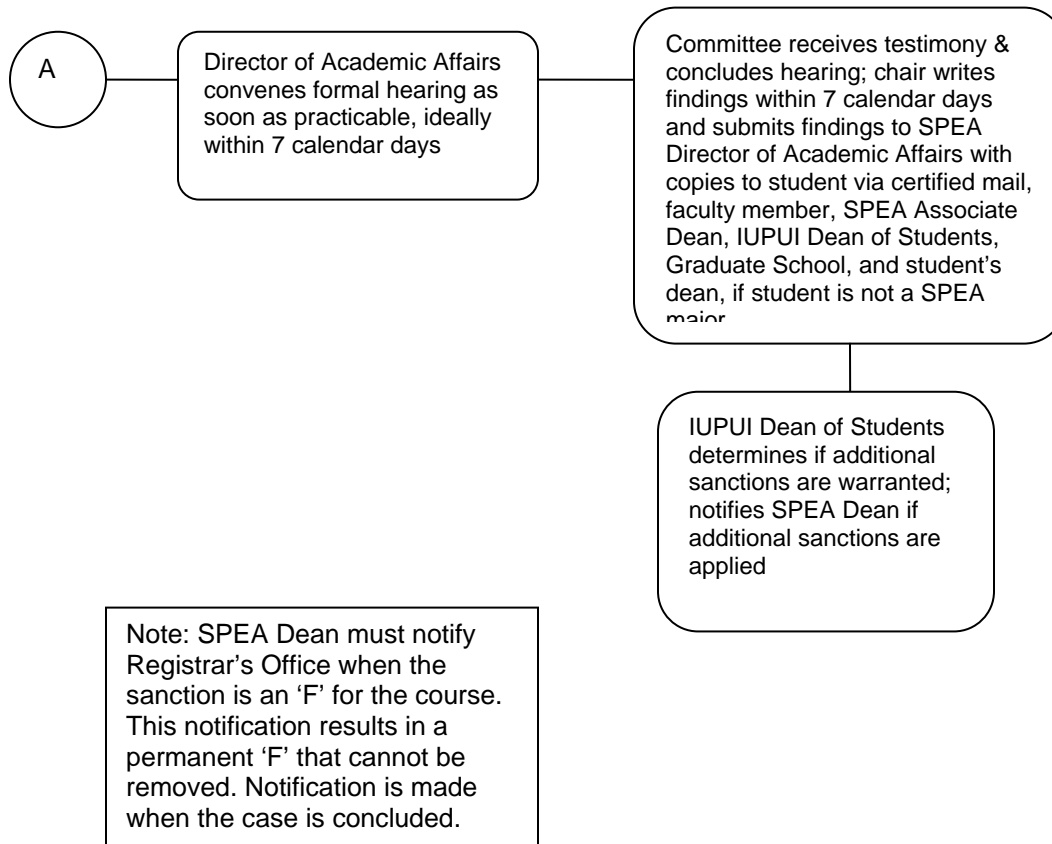 A
Director of Academic Affairs
convenes formal hearing as
soon as practicable, ideally
within 7 calendar days
Committee receives testimony &
concludes hearing; chair writes
findings within 7 calendar days
and submits findings to SPEA
Director of Academic Affairs with
copies to student via certified mail,
faculty member, SPEA Associate
Dean, IUPUI Dean of Students,
Graduate School, and student's
dean, if student is not a SPEA
major
IUPUI Dean of Students
determines if additional
sanctions are warranted;
notifies SPEA Dean if
additional sanctions are
applied
Note: SPEA Dean must notify
Registrar's Office when the
sanction is an ‘F’ for the course.
This notification results in a
permanent ‘F’ that cannot be
removed. Notification is made
when the case is concluded.